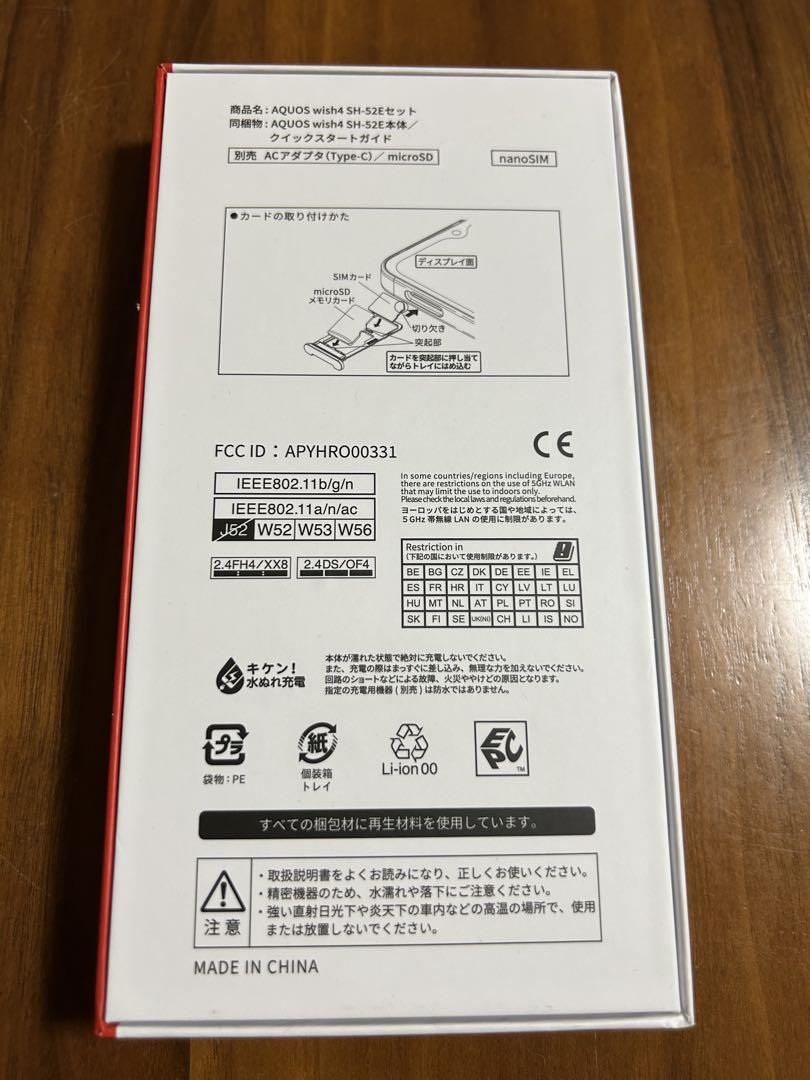 商品名：AQUOS wish4 SH-52Eセット
同梱物：AQUOS wish4 SH-52E本体／
クイックスタートガイド
別売 ACアダプタ(Type-C)／microSD
nanoSIM
●カードの取り付けかた
ディスプレイ面
SIMカード
microSD
メモリカード
切り欠き
突起部
カードを突起部に押し当て
ながらトレイにはめ込む
FCC ID：APYHRO00331
CE
IEEE802.11b/g/n
IEEE802.11a/n/ac
J52 W52 W53 W56
2.4FH4/XX8 2.4DS/OF4
In some countries/regions including Europe,
there are restrictions on the use of 5GHz WLAN
that may limit the use to indoors only.
Please check the local laws and regulations beforehand.
ヨーロッパをはじめとする国や地域によっては、
5GHz 帯無線 LAN の使用に制限があります。
Restriction in
(下記の国において使用制限があります。)
BE BG CZ DK DE EE IE EL
ES FR HR IT CY LV LT LU
HU MT NL AT PL PT RO SI
SK FI SE UK(NI) CH LI IS NO
キケン！
水ぬれ充電
本体が濡れた状態で絶対に充電しないでください。
また、充電の際はまっすぐに差し込み、無理な力を加えないでください。
回路のショートなどによる故障、火災ややけどの原因となります。
指定の充電用機器(別売)は防水ではありません。
プラ
袋物：PE
紙
個装箱
トレイ
Li-ion 00
EPC
TM
すべての梱包材に再生材料を使用しています。
注意
・取扱説明書をよくお読みになり、正しくお使いください。
・精密機器のため、水濡れや落下にご注意ください。
・強い直射日光下や炎天下の車内などの高温の場所で、使用
または放置しないでください。
MADE IN CHINA